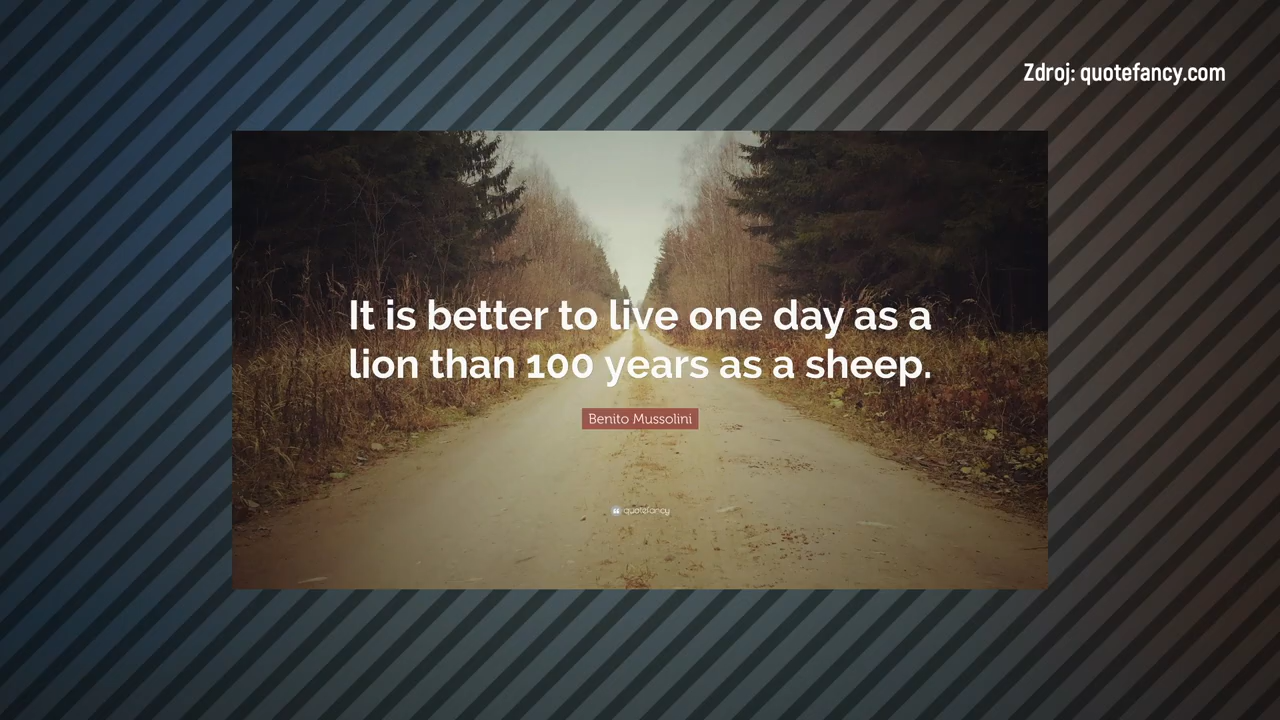 Zdroj: quotefancy.com
It is better to live one day as a
lion than 100 years as a sheep.
Benito Mussolini
quotefancy